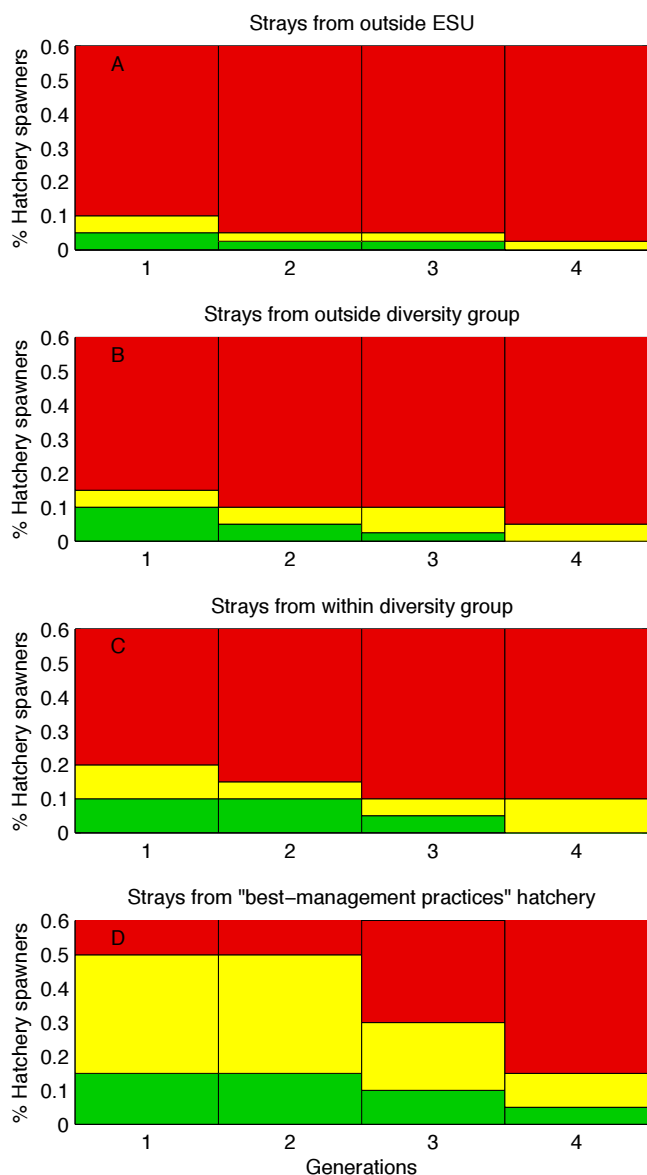 Strays from outside ESU
A
% Hatchery spawners
0.6
0.5
0.4
0.3
0.2
0.1
0
1 2 3 4
Strays from outside diversity group
B
% Hatchery spawners
0.6
0.5
0.4
0.3
0.2
0.1
0
1 2 3 4
Strays from within diversity group
C
% Hatchery spawners
0.6
0.5
0.4
0.3
0.2
0.1
0
1 2 3 4
Strays from "best−management practices" hatchery
D
% Hatchery spawners
0.6
0.5
0.4
0.3
0.2
0.1
0
1 2 3 4
Generations